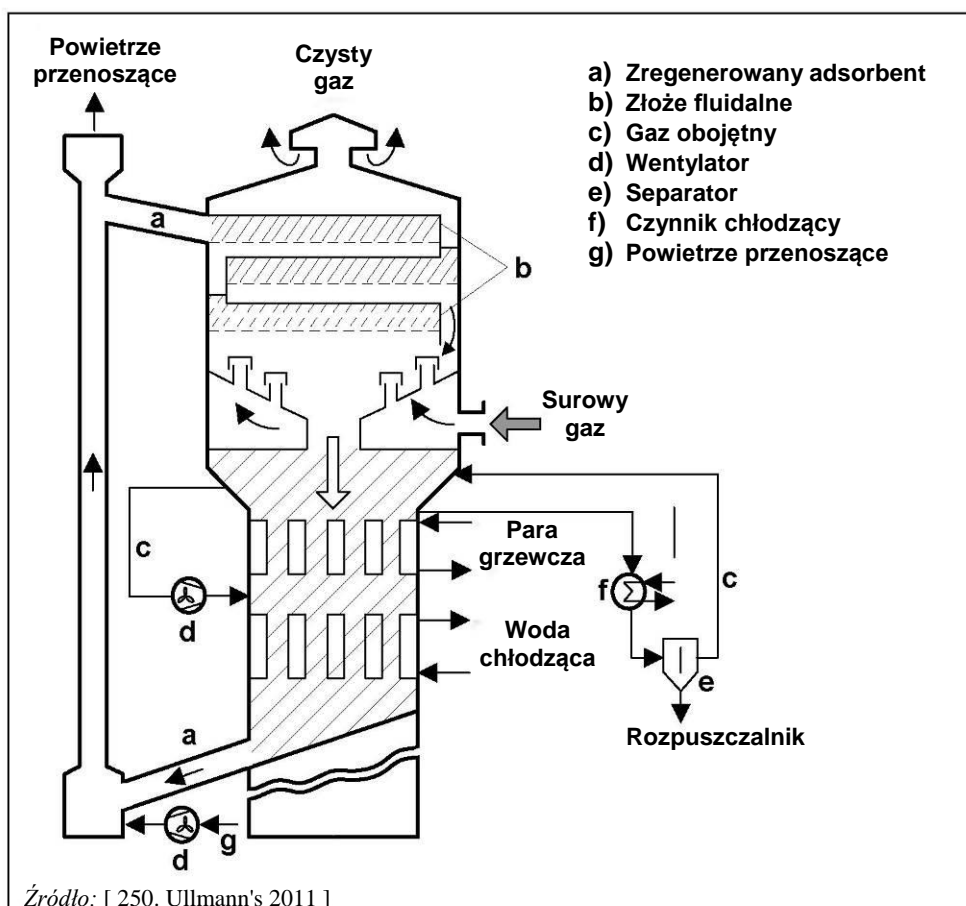 Powietrze
przenoszące
Czysty
gaz
a) Zregenerowany adsorbent
b) Złoże fluidalne
c) Gaz obojętny
d) Wentylator
e) Separator
f) Czynnik chłodzący
g) Powietrze przenoszące
a
b
Surowy
gaz
Para
grzewcza
c
d
f
c
Woda
chłodząca
e
Rozpuszczalnik
a
d
g
Źródło: [ 250. Ullmann's 2011 ]